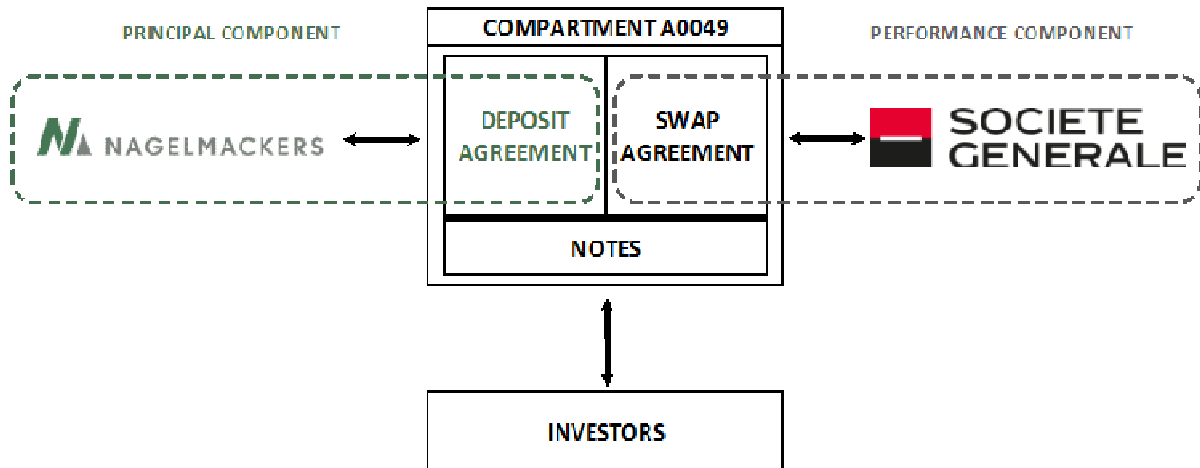 PRINCIPAL COMPONENT
COMPARTMENT A0049
PERFORMANCE COMPONENT
NAGELMACKERS
DEPOSIT
AGREEMENT
SWAP
AGREEMENT
SOCIETE
GENERALE
NOTES
INVESTORS